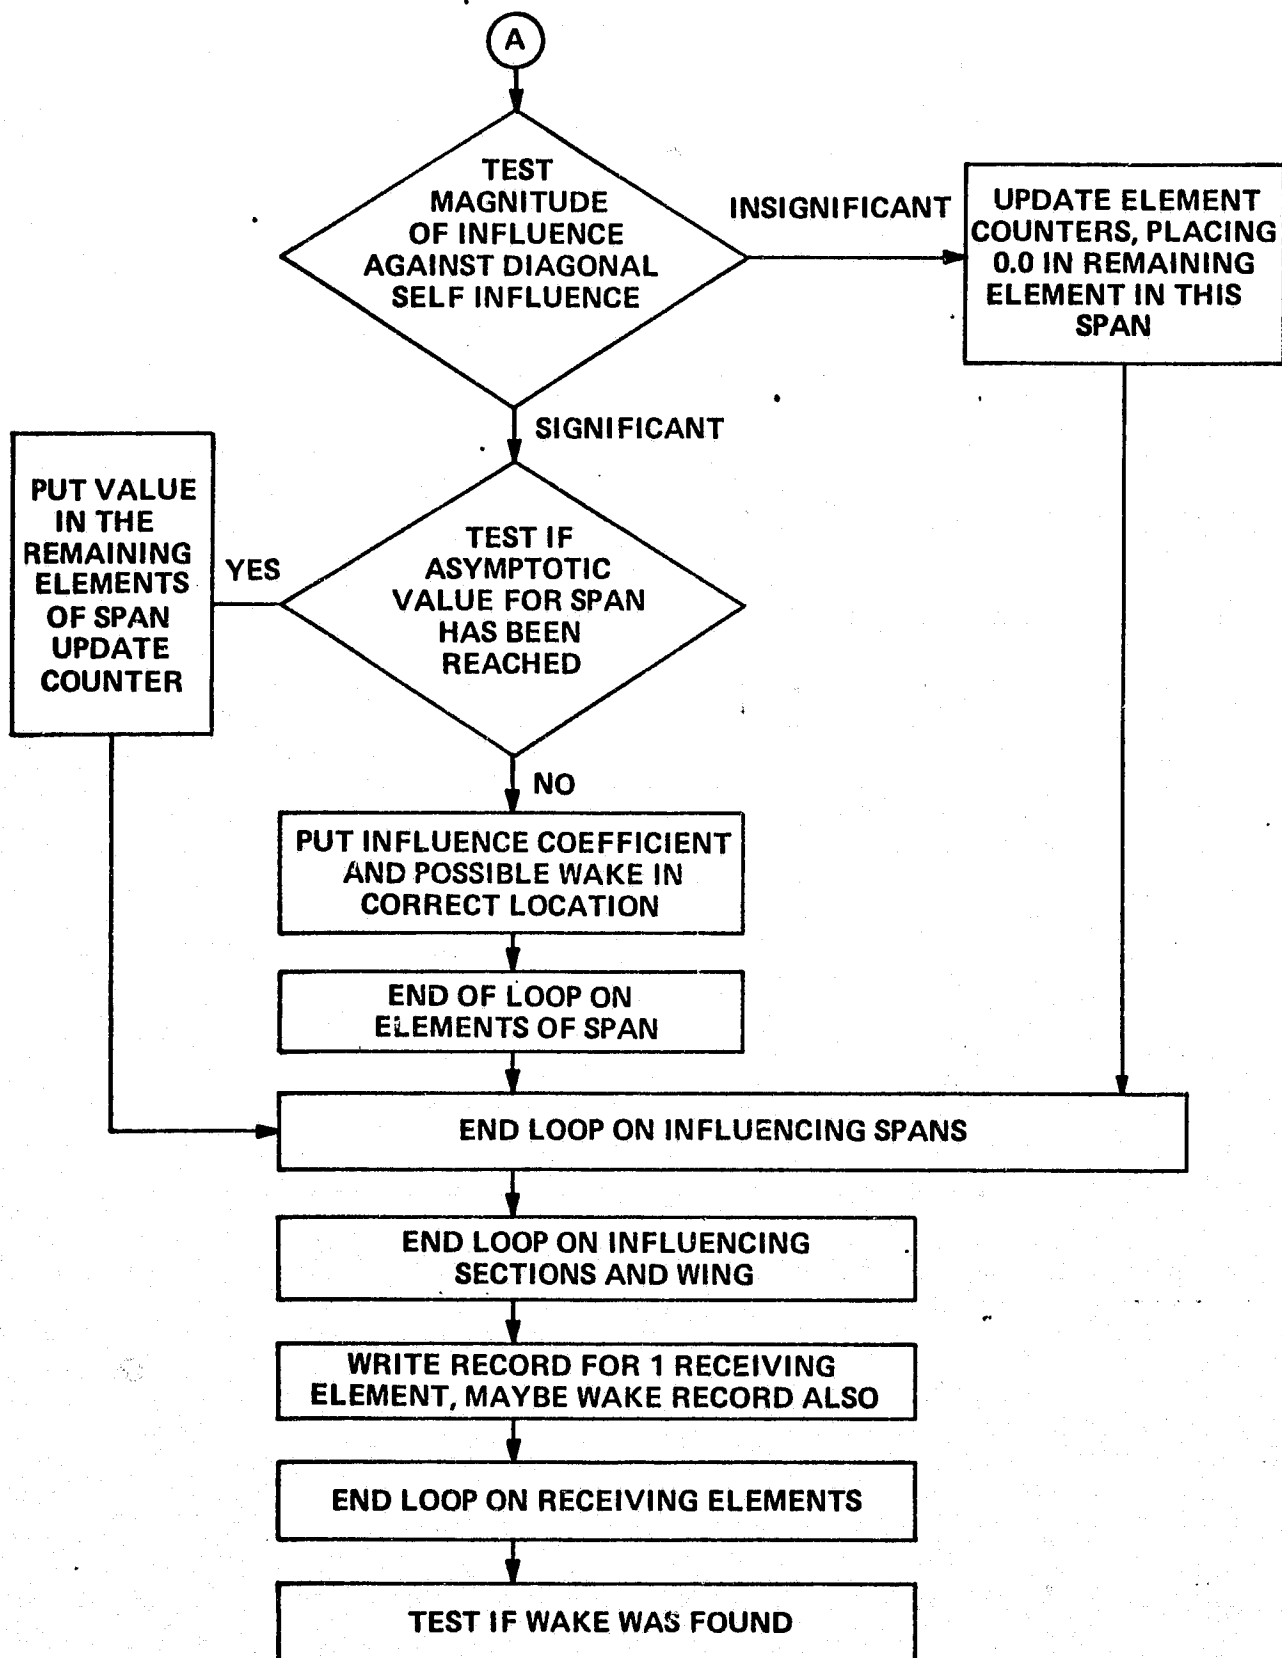 A
TEST
MAGNITUDE
OF INFLUENCE
AGAINST DIAGONAL
SELF INFLUENCE
INSIGNIFICANT
UPDATE ELEMENT
COUNTERS, PLACING
0.0 IN REMAINING
ELEMENT IN THIS
SPAN
SIGNIFICANT
PUT VALUE
IN THE
REMAINING
ELEMENTS
OF SPAN
UPDATE
COUNTER
YES
TEST IF
ASYMPTOTIC
VALUE FOR SPAN
HAS BEEN
REACHED
NO
PUT INFLUENCE COEFFICIENT
AND POSSIBLE WAKE IN
CORRECT LOCATION
END OF LOOP ON
ELEMENTS OF SPAN
END LOOP ON INFLUENCING SPANS
END LOOP ON INFLUENCING
SECTIONS AND WING
WRITE RECORD FOR 1 RECEIVING
ELEMENT, MAYBE WAKE RECORD ALSO
END LOOP ON RECEIVING ELEMENTS
TEST IF WAKE WAS FOUND